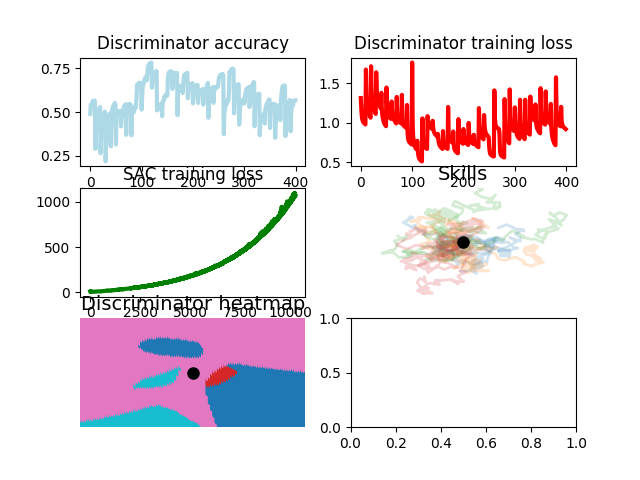 Discriminator accuracy
0.75
0.50
0.25
0 100 200 300 400
Discriminator training loss
1.5
1.0
0.5
0 100 200 300 400
SAC training loss
1000
500
0
0 2500 5000 7500 10000
Skills
Discriminator heatmap
1.0
0.5
0.0
0.0 0.2 0.4 0.6 0.8 1.0